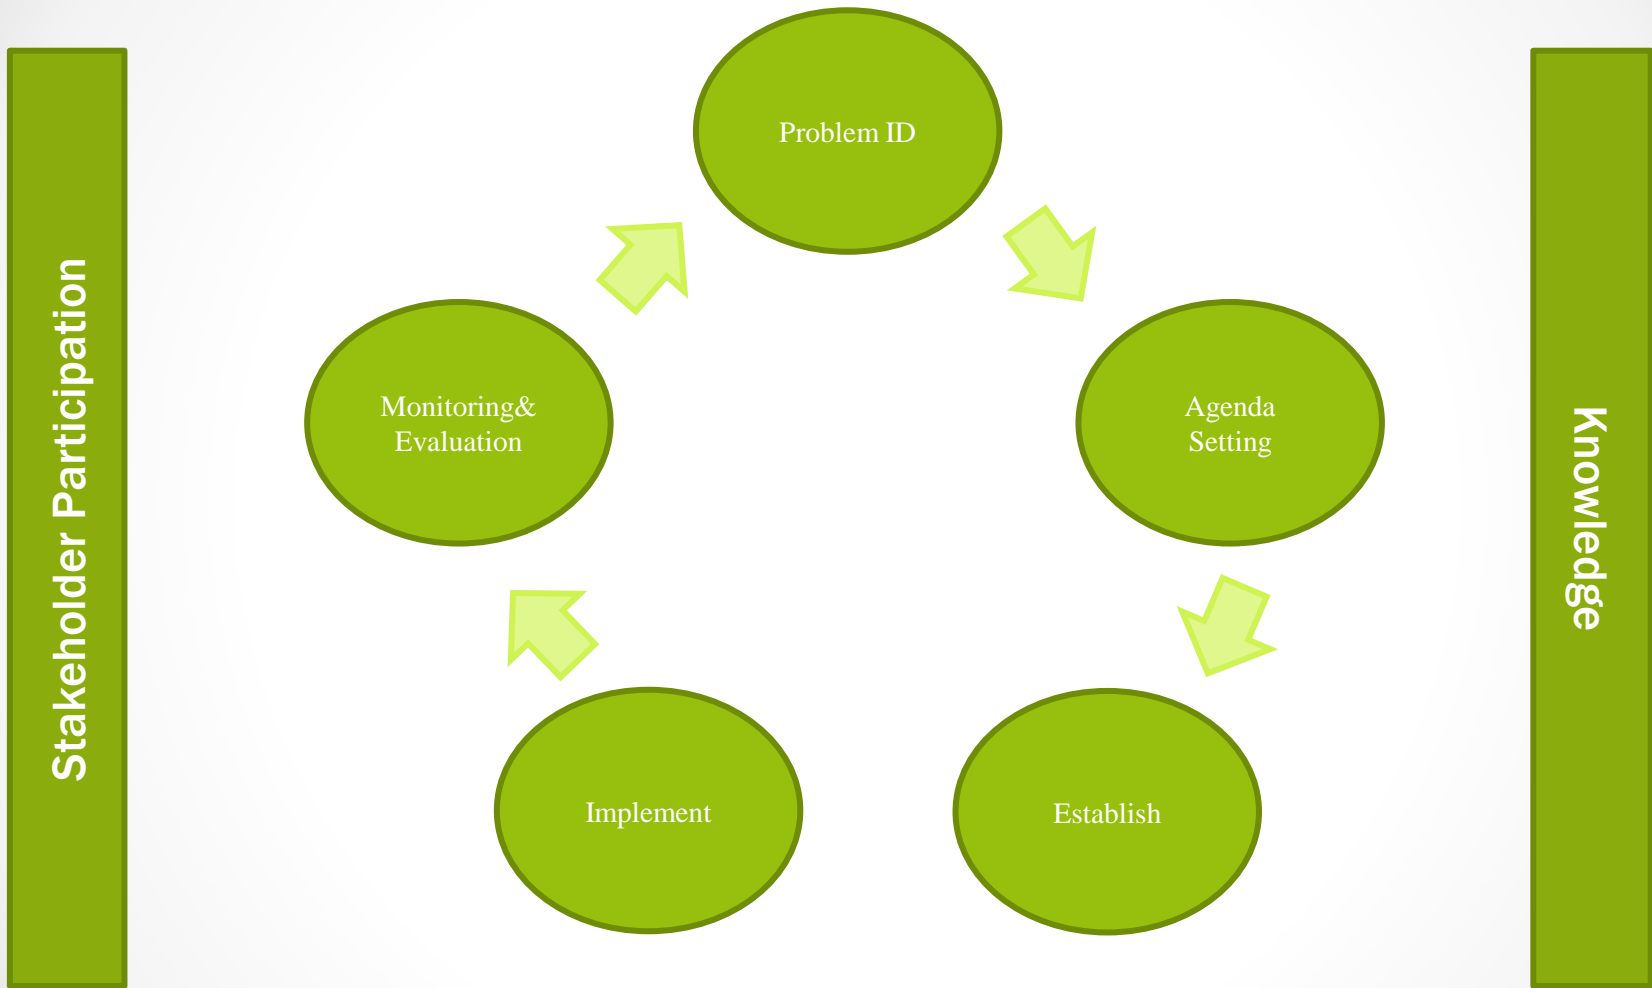 Problem ID
Stakeholder Participation
Monitoring&
Evaluation
Agenda
Setting
Knowledge
Implement
Establish